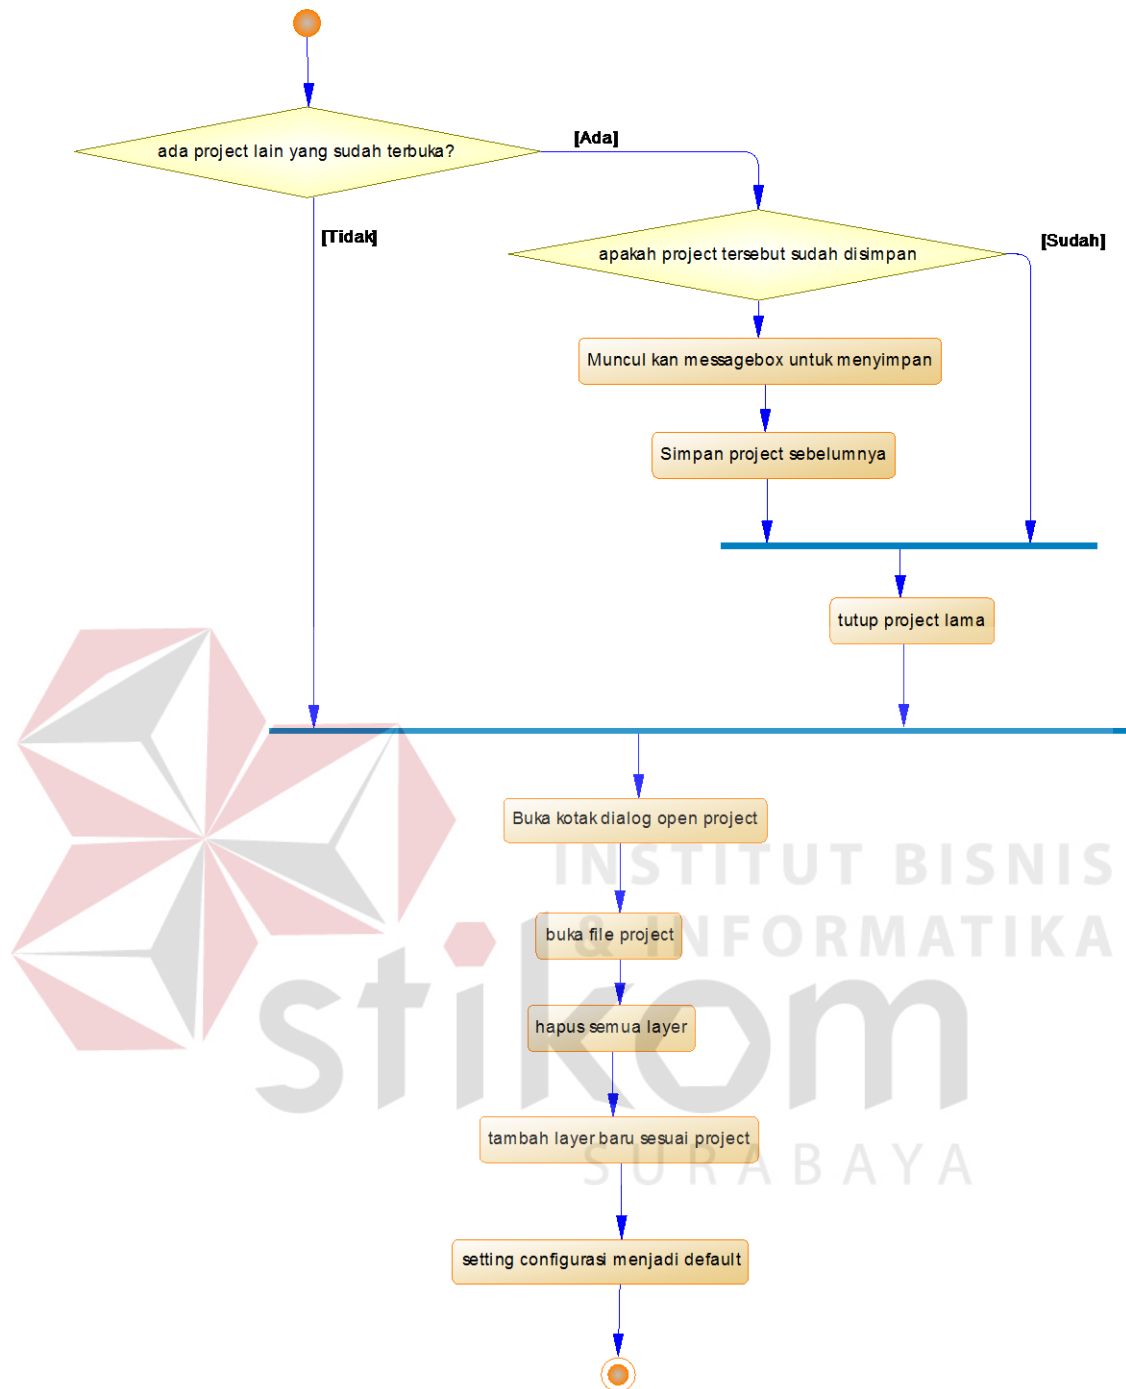 ada project lain yang sudah terbuka?
[Ada]
[Tidak]
apakah project tersebut sudah disimpan
[Sudah]
Muncul kan messagebox untuk menyimpan
Simpan project sebelumnya
tutup project lama
Buka kotak dialog open project
INSTITUT BISNIS
& INFORMATIKA
buka file project
stikom
hapus semua layer
tambah layer baru sesuai project
SURABAYA
setting configurasi menjadi default